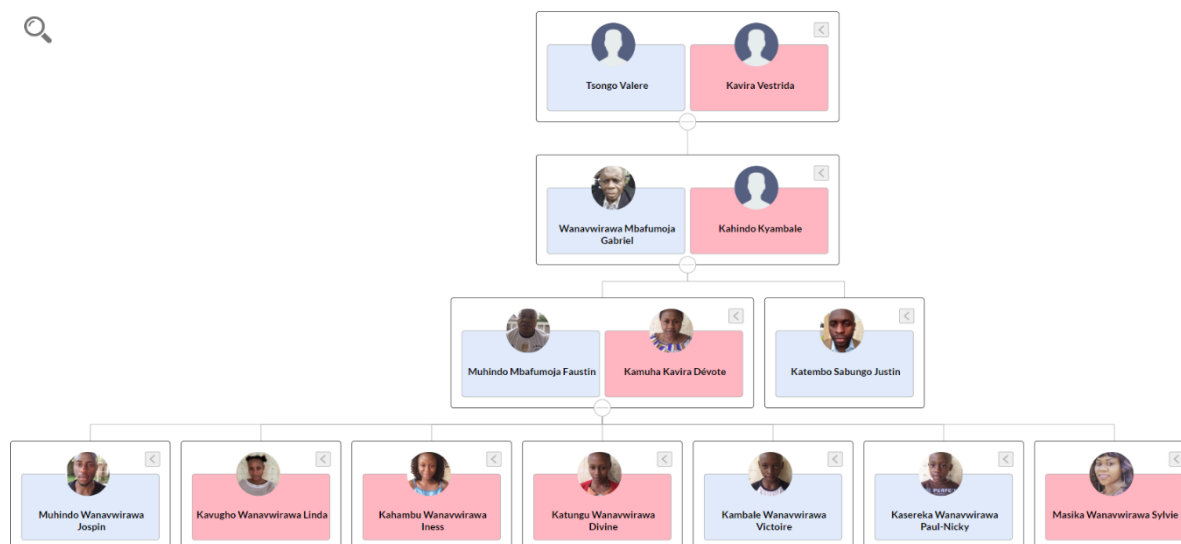 Tsongo Valere
Kavira Vestrida
Wanavwirawa Mbafumoja
Gabriel
Kahindo Kyambale
Muhindo Mbafumoja Faustin
Kamuha Kavira Dévote
Katembo Sabungo Justin
Muhindo Wanavwirawa
Jospin
Kavugho Wanavwirawa Linda
Kahambu Wanavwirawa
Iness
Katungu Wanavwirawa
Divine
Kambale Wanavwirawa
Victoire
Kasereka Wanavwirawa
Paul-Nicky
Masika Wanavwirawa Sylvie